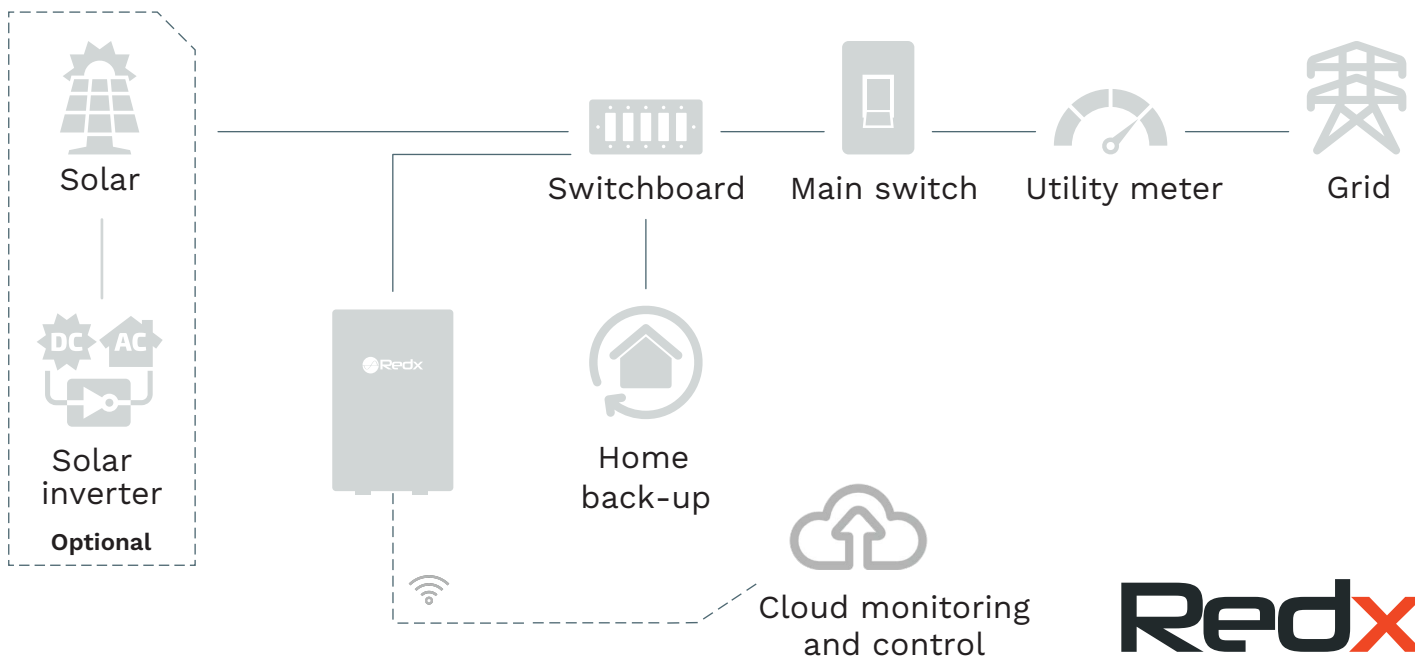 Solar
Switchboard
Main switch
Utility meter
Grid
DC
AC
Redx
Solar
inverter
Optional
Home
back-up
Cloud monitoring
and control
Redx